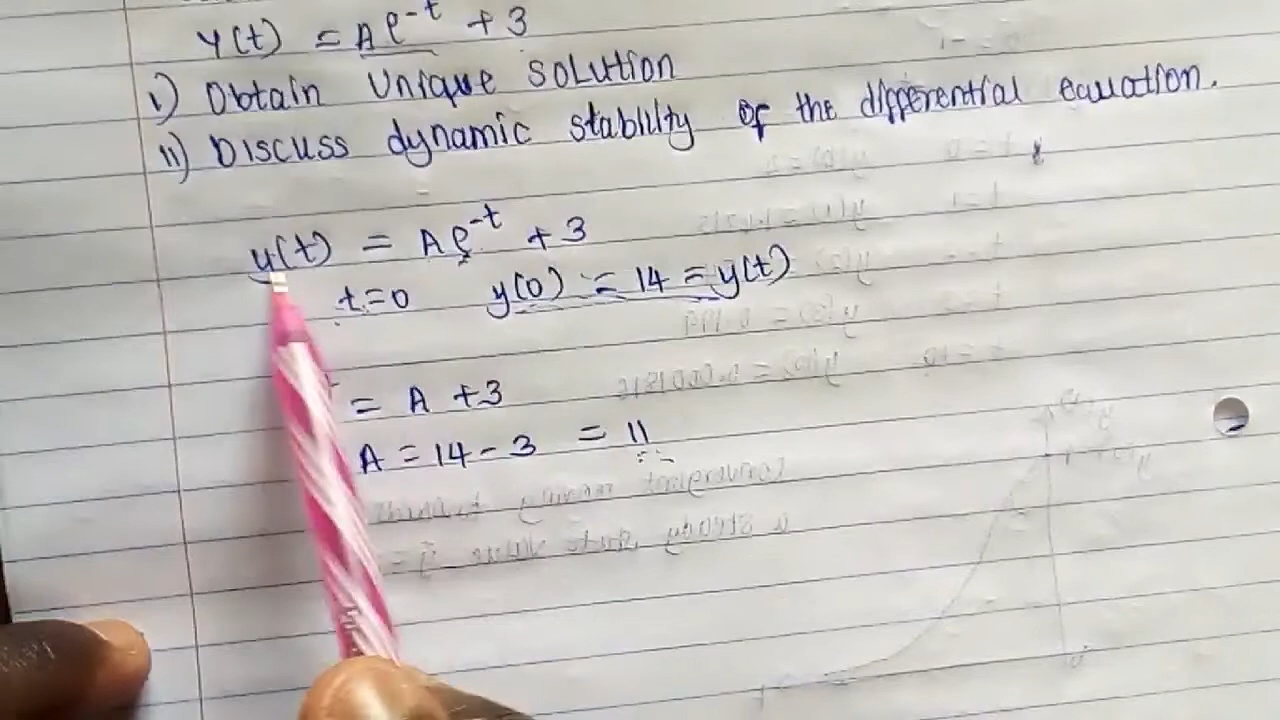 y(t) = Ae^-t + 3
i) Obtain unique solution
ii) Discuss dynamic stability of the differential equation.
y(t) = Ae^-t + 3
t=0 y(0) = 14 = y(t)
= A + 3
A = 14 - 3 = 11